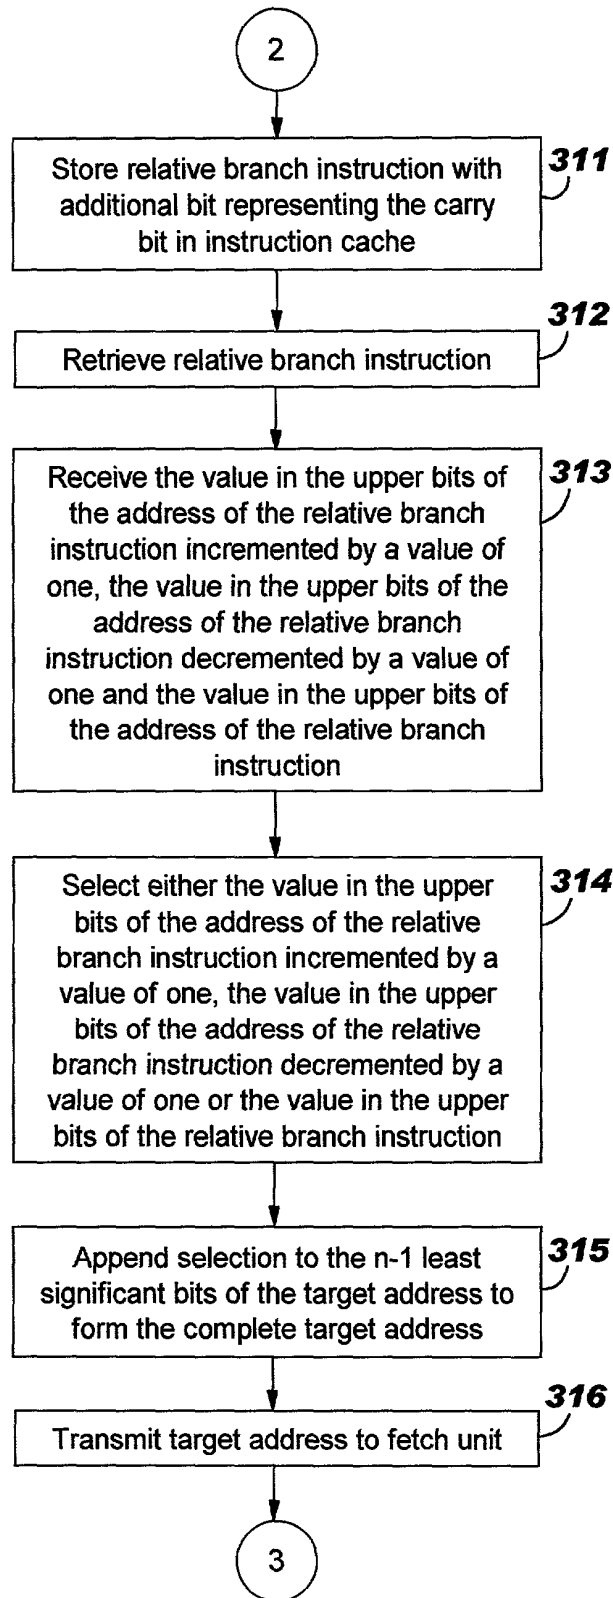 2
311
Store relative branch instruction with
additional bit representing the carry
bit in instruction cache
312
Retrieve relative branch instruction
313
Receive the value in the upper bits of
the address of the relative branch
instruction incremented by a value of
one, the value in the upper bits of the
address of the relative branch
instruction decremented by a value of
one and the value in the upper bits of
the address of the relative branch
instruction
314
Select either the value in the upper
bits of the address of the relative
branch instruction incremented by a
value of one, the value in the upper
bits of the address of the relative
branch instruction decremented by a
value of one or the value in the upper
bits of the relative branch instruction
315
Append selection to the n-1 least
significant bits of the target address to
form the complete target address
316
Transmit target address to fetch unit
3